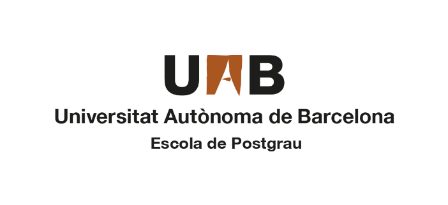 UAB
Universitat Autònoma de Barcelona
Escola de Postgrau